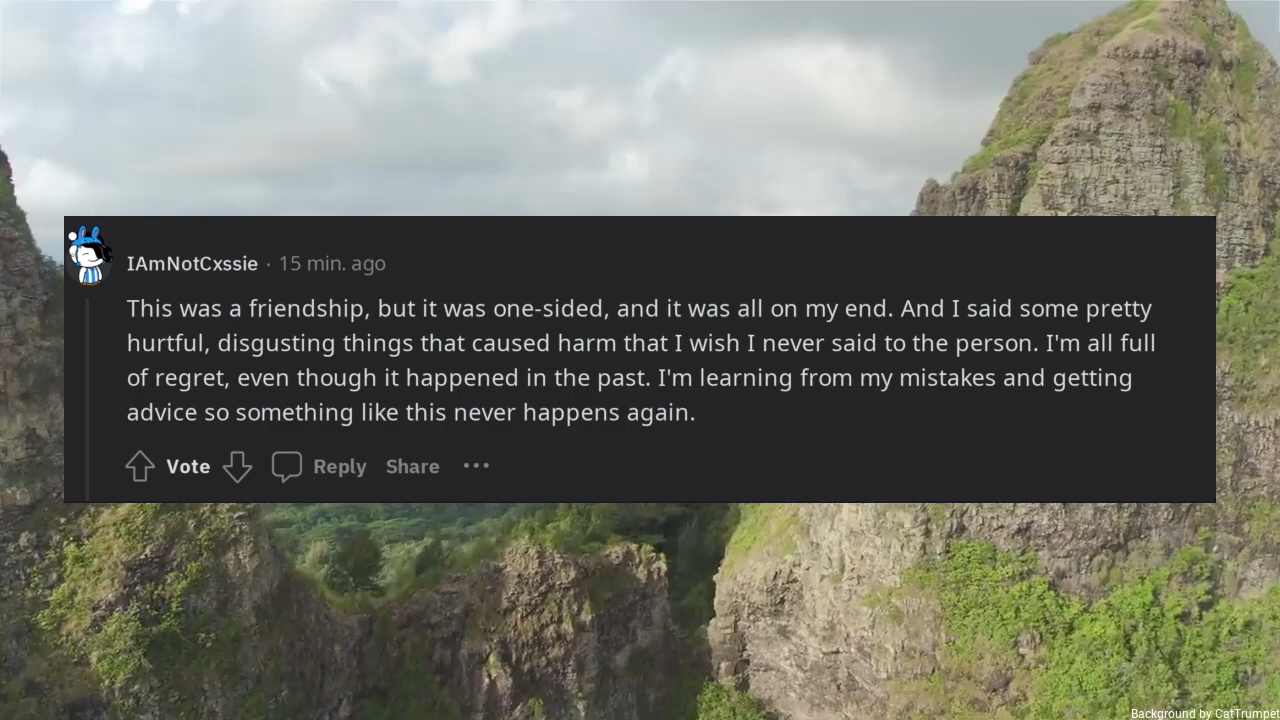 IAmNotCxssie · 15 min. ago
This was a friendship, but it was one-sided, and it was all on my end. And I said some pretty
hurtful, disgusting things that caused harm that I wish I never said to the person. I'm all full
of regret, even though it happened in the past. I'm learning from my mistakes and getting
advice so something like this never happens again.
Vote Reply Share •••
Background by CatTrumpet